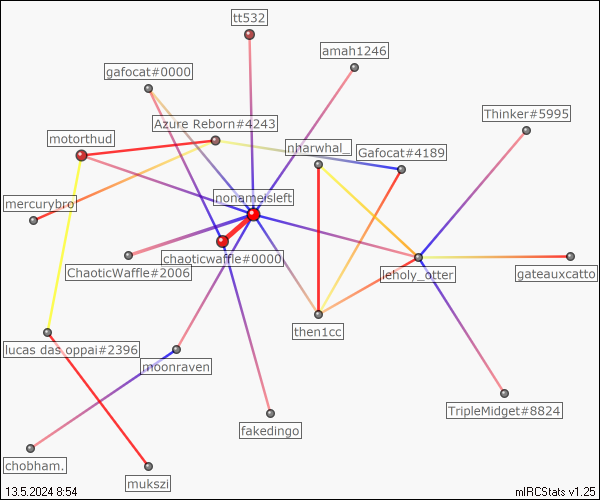 tt532
amah1246
gafocat#0000
Thinker#5995
Azure Reborn#4243
motorthud
nharwhal_
Gafocat#4189
nonameisleft
mercurybro
chaoticwaffle#0000
ChaoticWaffle#2006
leholy_otter
gateauxcatto
then1cc
lucas das oppai#2396
moonraven
TripleMidget#8824
fakedingo
chobham.
mukszi
13.5.2024 8:54
mIRCStats v1.25